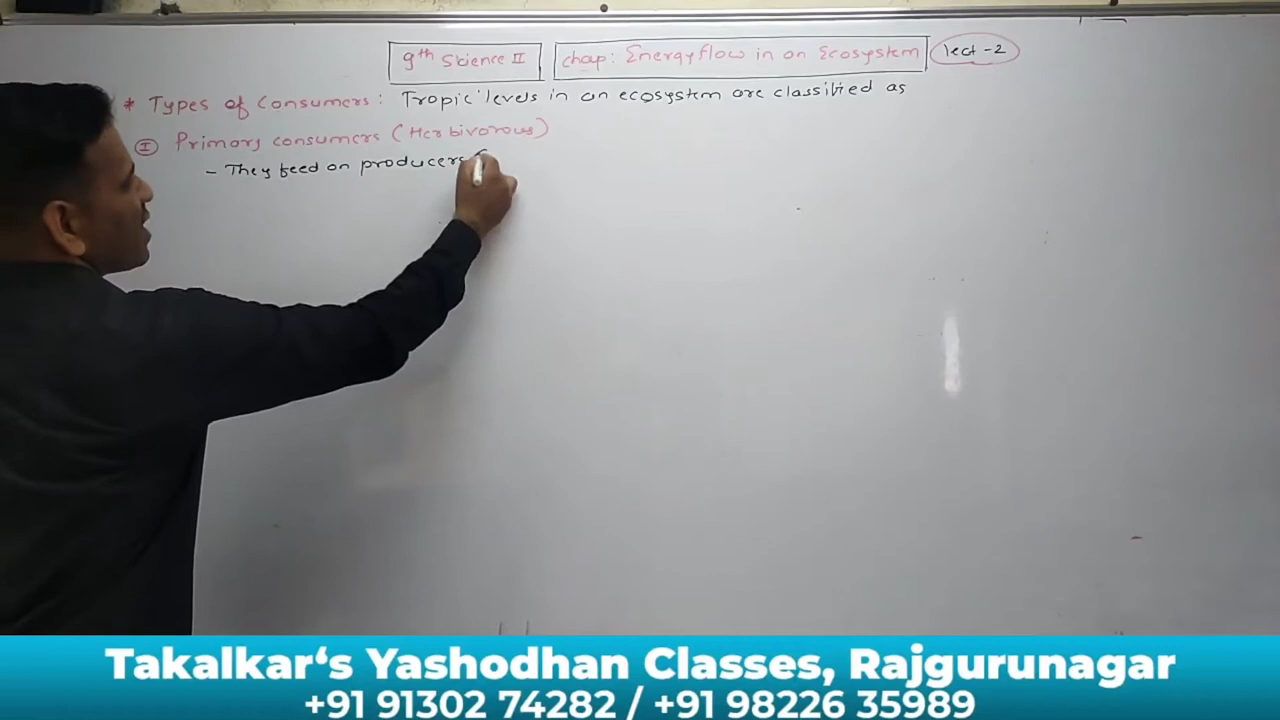 9th Science II chap: Energy flow in an Ecosystem lect-2
* Types of Consumers: Tropic levels in an ecosystem are classified as
I Primary consumers (Herbivorous)
- They feed on producers (
Takalkar‘s Yashodhan Classes, Rajgurunagar
+91 91302 74282 / +91 98226 35989